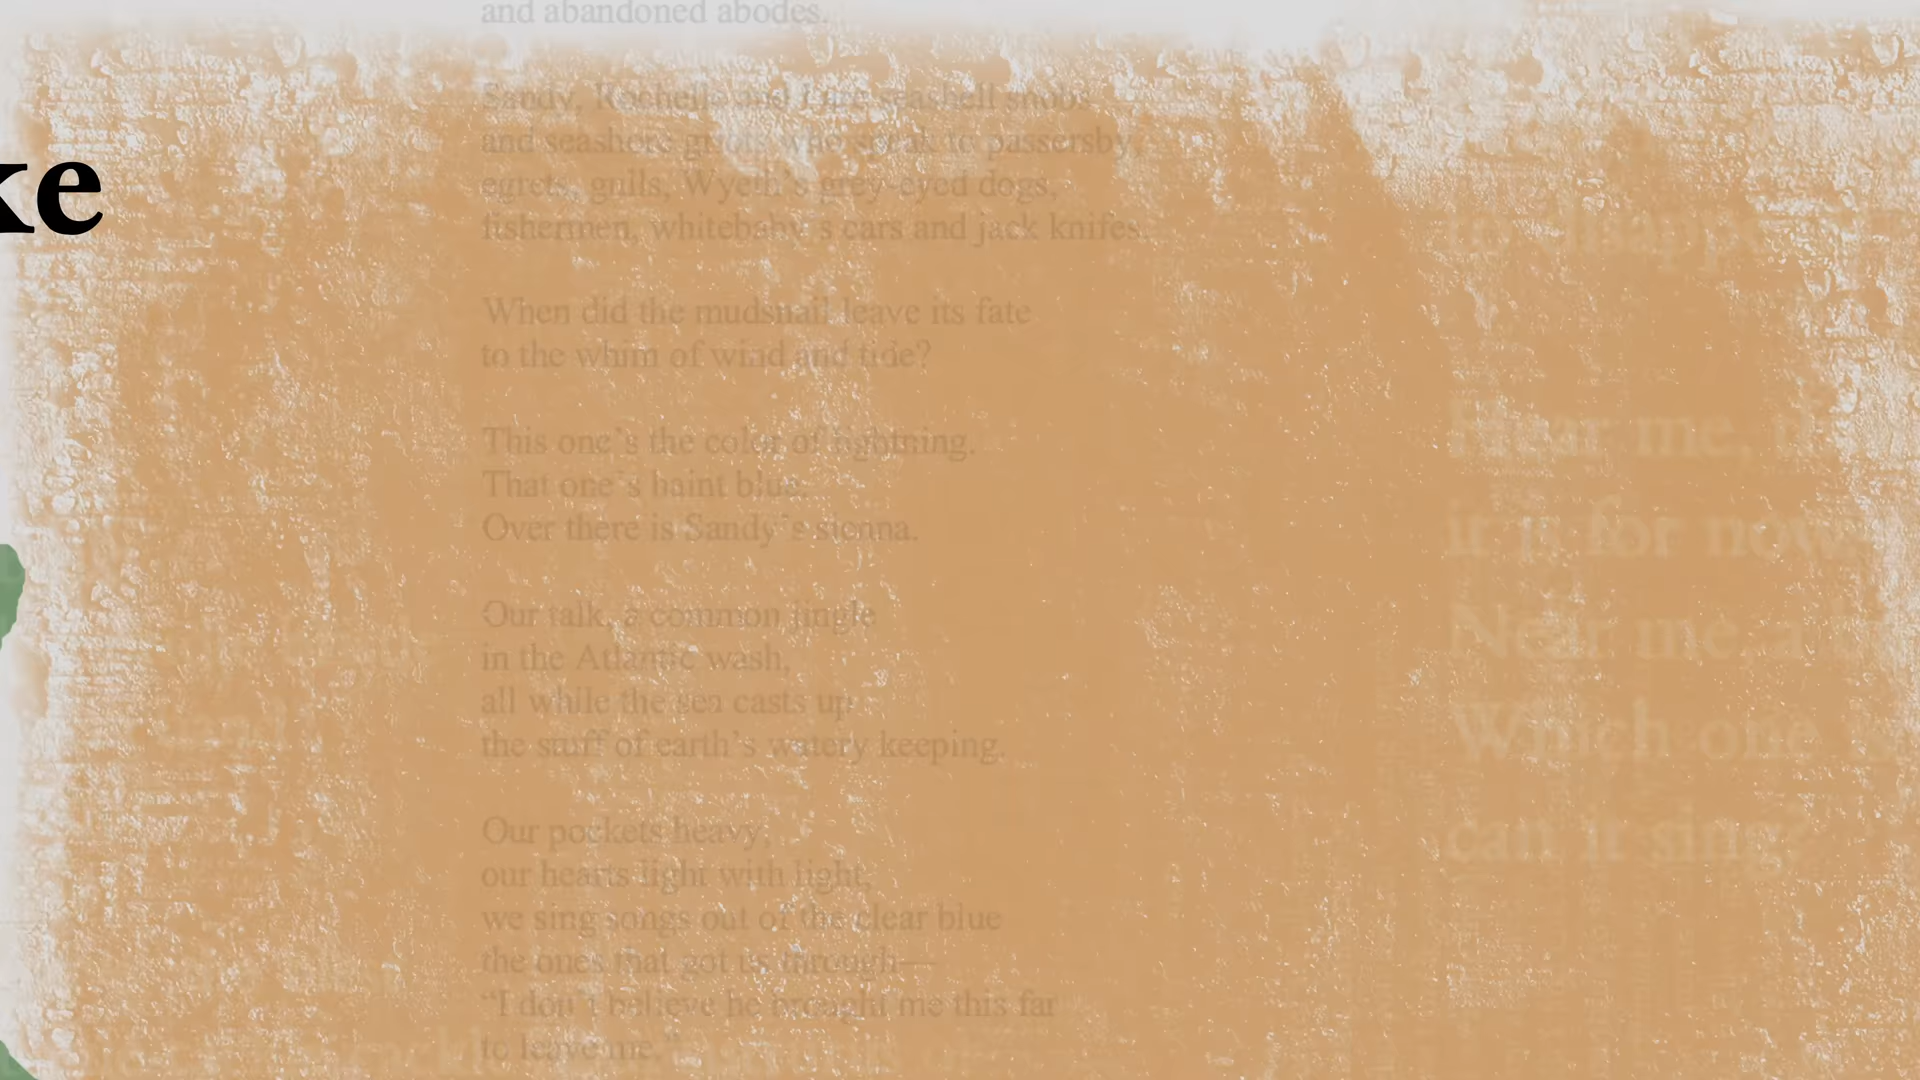 and abandoned abodes.
ke
Sandy, Rochelle and I are seashell snobs
and seashore griots who speak to passersby,
egrets, gulls, Wyeth's grey-eyed dogs,
fishermen, whitebaby's cars and jack knifes.
When did the mudsnail leave its fate
to the whim of wind and tide?
This one's the color of lightning.
That one's haint blue.
Over there is Sandy's sienna.
Our talk, a common jingle
in the Atlantic wash,
all while the sea casts up
the stuff of earth's watery keeping.
Our pockets heavy,
our hearts light with light,
we sing songs out of the clear blue
the ones that got us through—
“I don't believe he brought me this far
to leave me.”
to disapp
Hear me,
it is for now
Near me, a
Which one
can it sing?